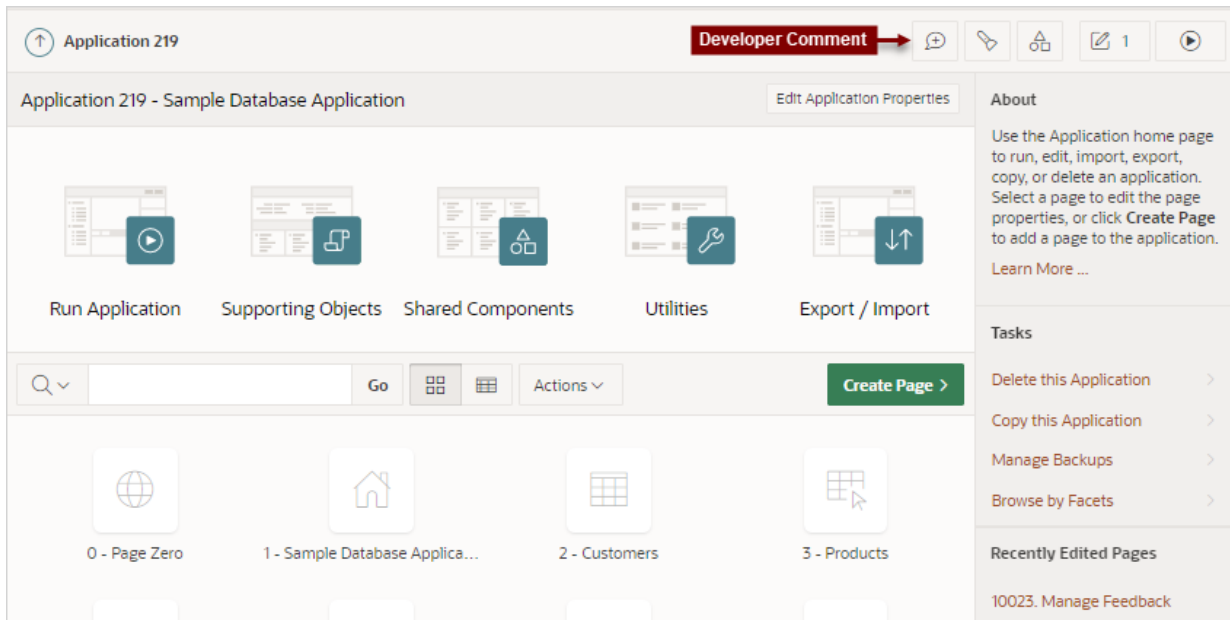 Application 219
Developer Comment
1
Application 219 - Sample Database Application
Edit Application Properties
About
Use the Application home page
to run, edit, import, export,
copy, or delete an application.
Select a page to edit the page
properties, or click Create Page
to add a page to the application.
Learn More ...
Run Application
Supporting Objects
Shared Components
Utilities
Export / Import
Tasks
Delete this Application
Copy this Application
Manage Backups
Browse by Facets
Go
Actions
Create Page >
0 - Page Zero
1 - Sample Database Applica...
2 - Customers
3 - Products
Recently Edited Pages
10023. Manage Feedback